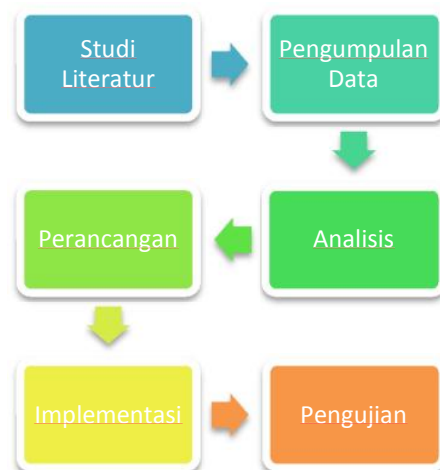 Studi
Literatur
Pengumpulan
Data
Analisis
Perancangan
Implementasi
Pengujian